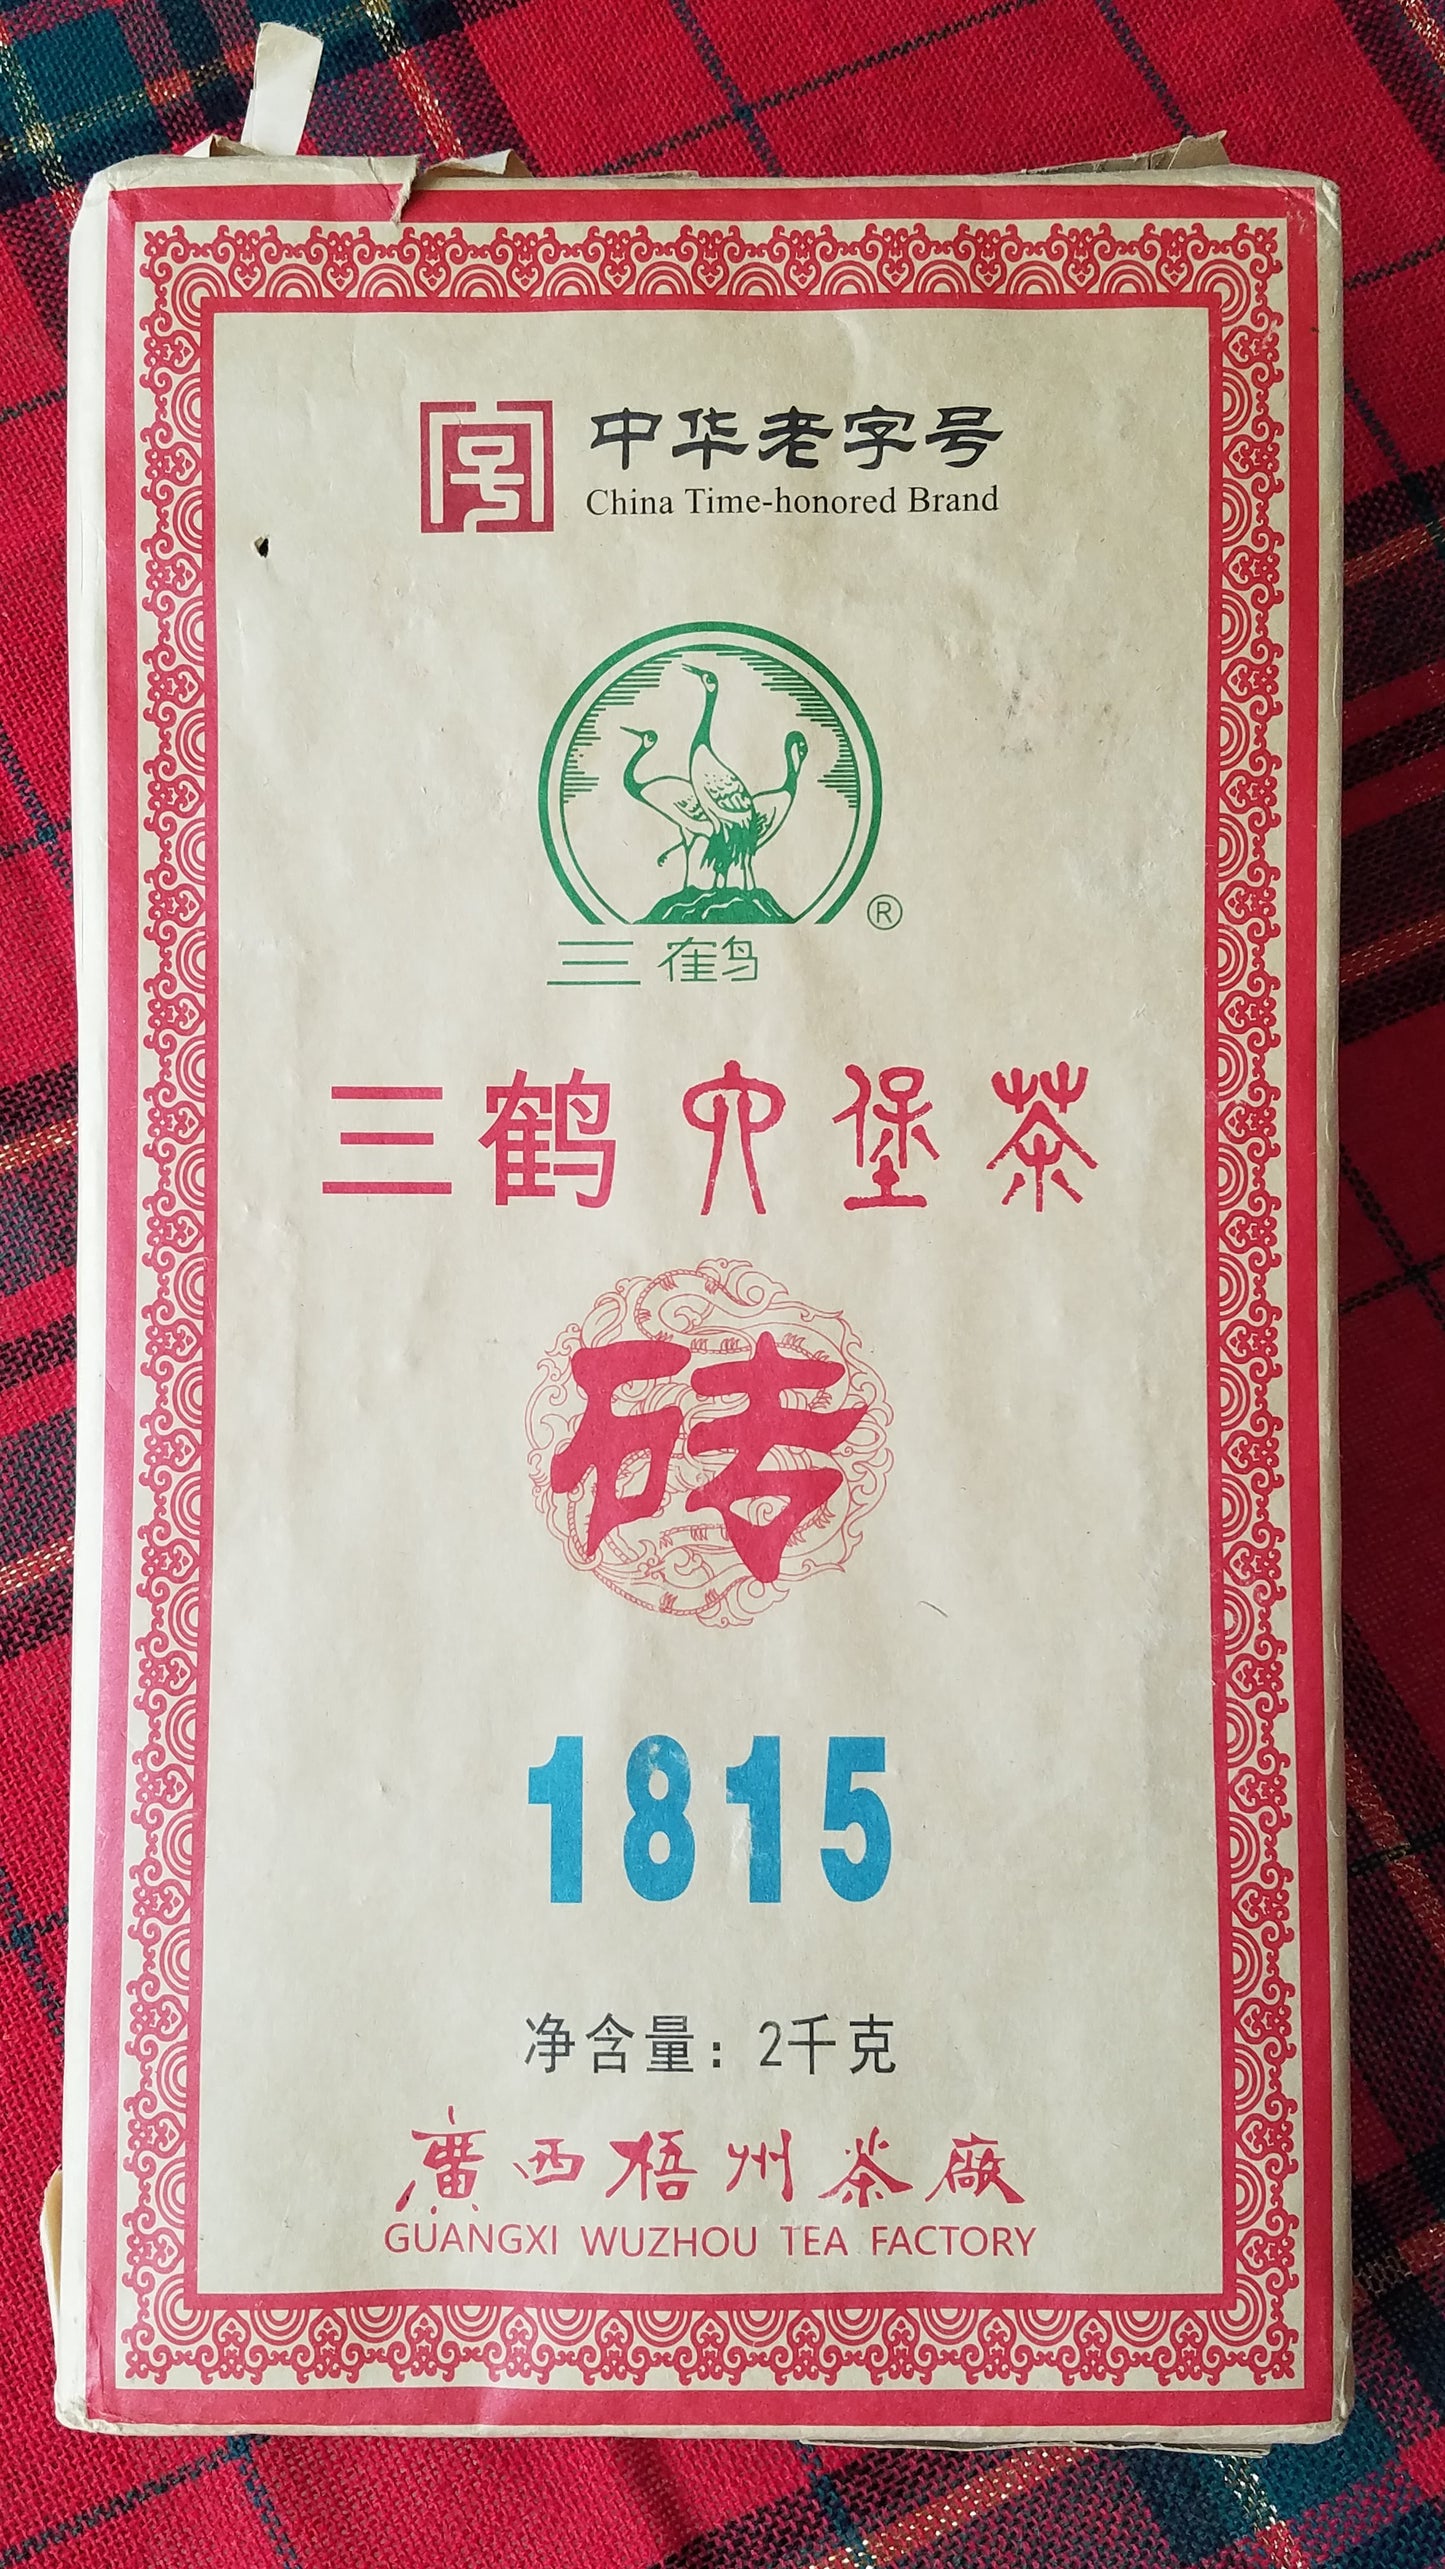 中华老字号
China Time-honored Brand
®
三鹤
三鹤六堡茶
砖
1815
净含量：2千克
廣西梧州茶廠
GUANGXI WUZHOU TEA FACTORY